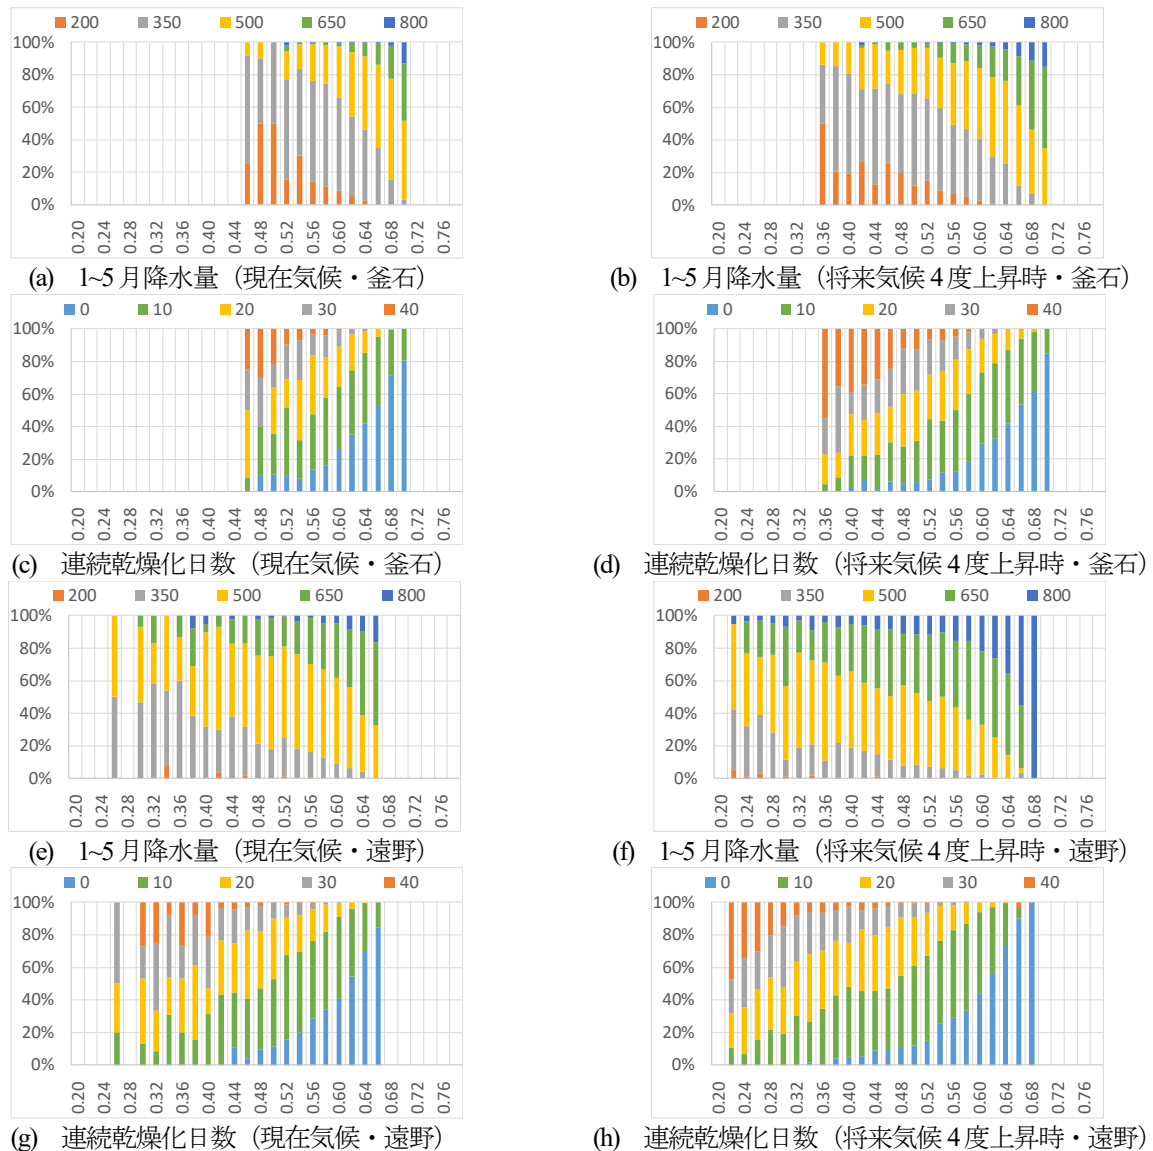 200 350 500 650 800
100%
80%
60%
40%
20%
0%
0.20 0.24 0.28 0.32 0.36 0.40 0.44 0.48 0.52 0.56 0.60 0.64 0.68 0.72 0.76
(a) 1~5月降水量（現在気候・釜石）
200 350 500 650 800
100%
80%
60%
40%
20%
0%
0.20 0.24 0.28 0.32 0.36 0.40 0.44 0.48 0.52 0.56 0.60 0.64 0.68 0.72 0.76
(b) 1~5月降水量（将来気候4度上昇時・釜石）
0 10 20 30 40
100%
80%
60%
40%
20%
0%
0.20 0.24 0.28 0.32 0.36 0.40 0.44 0.48 0.52 0.56 0.60 0.64 0.68 0.72 0.76
(c) 連続乾燥化日数（現在気候・釜石）
0 10 20 30 40
100%
80%
60%
40%
20%
0%
0.20 0.24 0.28 0.32 0.36 0.40 0.44 0.48 0.52 0.56 0.60 0.64 0.68 0.72 0.76
(d) 連続乾燥化日数（将来気候4度上昇時・釜石）
200 350 500 650 800
100%
80%
60%
40%
20%
0%
0.20 0.24 0.28 0.32 0.36 0.40 0.44 0.48 0.52 0.56 0.60 0.64 0.68 0.72 0.76
(e) 1~5月降水量（現在気候・遠野）
200 350 500 650 800
100%
80%
60%
40%
20%
0%
0.20 0.24 0.28 0.32 0.36 0.40 0.44 0.48 0.52 0.56 0.60 0.64 0.68 0.72 0.76
(f) 1~5月降水量（将来気候4度上昇時・遠野）
0 10 20 30 40
100%
80%
60%
40%
20%
0%
0.20 0.24 0.28 0.32 0.36 0.40 0.44 0.48 0.52 0.56 0.60 0.64 0.68 0.72 0.76
(g) 連続乾燥化日数（現在気候・遠野）
0 10 20 30 40
100%
80%
60%
40%
20%
0%
0.20 0.24 0.28 0.32 0.36 0.40 0.44 0.48 0.52 0.56 0.60 0.64 0.68 0.72 0.76
(h) 連続乾燥化日数（将来気候4度上昇時・遠野）